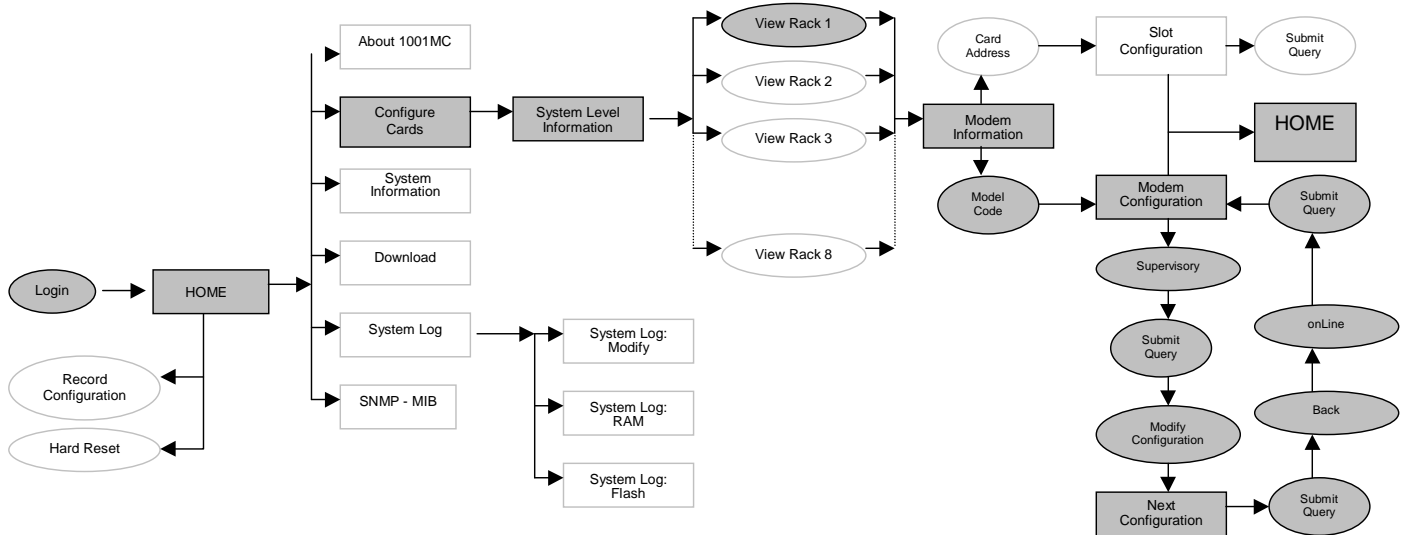 Login
HOME
Record
Configuration
Hard Reset
About 1001MC
Configure
Cards
System
Information
Download
System Log
SNMP - MIB
System Level
Information
System Log:
Modify
System Log:
RAM
System Log:
Flash
View Rack 1
View Rack 2
View Rack 3
View Rack 8
Modem
Information
Card
Address
Model
Code
Slot
Configuration
Submit
Query
HOME
Modem
Configuration
Supervisory
Submit
Query
Modify
Configuration
Next
Configuration
Submit
Query
Back
onLine
Submit
Query